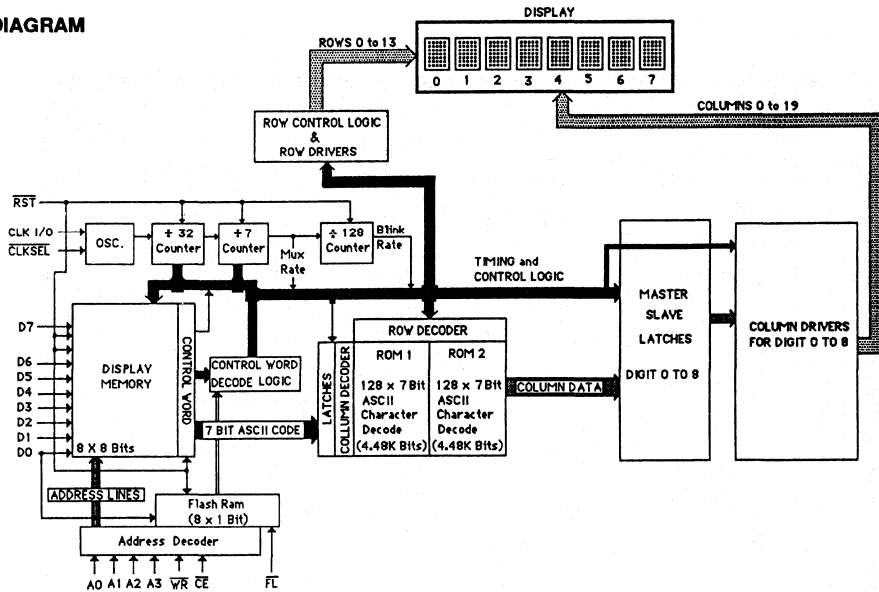 DIAGRAM
DISPLAY
ROWS 0 to 13
0 1 2 3 4 5 6 7
COLUMNS 0 to 19
ROW CONTROL LOGIC
&
ROW DRIVERS
RST
CLK I/O
CLKSEL
OSC.
÷ 32
Counter
÷ 7
Counter
Mux
Rate
÷ 128
Counter
Blink
Rate
TIMING and
CONTROL LOGIC
D7
D6
D5
D4
D3
D2
D1
D0
DISPLAY
MEMORY
8 X 8 Bits
CONTROL WORD
CONTROL WORD
DECODE LOGIC
7 BIT ASCII CODE
LATCHES
COLLUMN DECODER
ROW DECODER
ROM 1
128 x 7Bit
ASCII
Character
Decode
(4.48K Bits)
ROM 2
128 x 7Bit
ASCII
Character
Decode
(4.48K Bits)
COLUMN DATA
MASTER
SLAVE
LATCHES
DIGIT 0 TO 8
COLUMN DRIVERS
FOR DIGIT 0 TO 8
ADDRESS LINES
Flash Ram
(8 x 1 Bit)
Address Decoder
A0 A1 A2 A3 WR CE FL